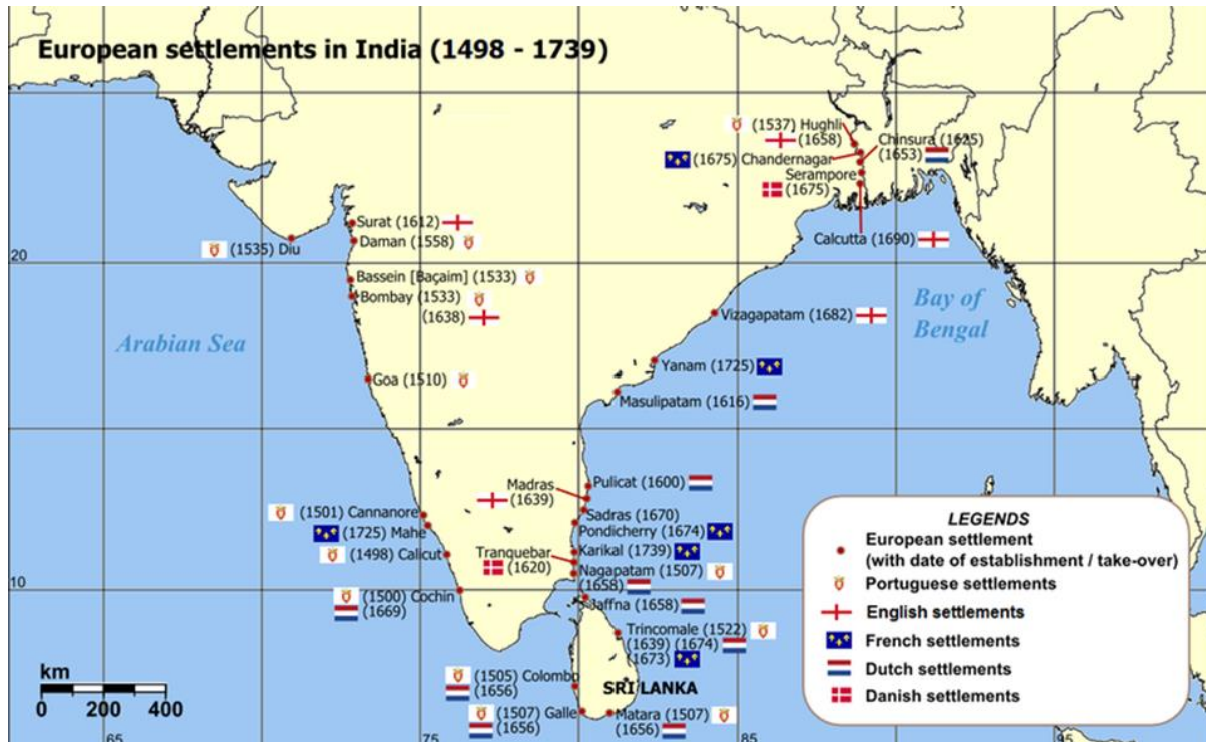 European settlements in India (1498 - 1739)
(1537) Hughli
(1658)
Chinsura (1625)
(1653)
(1675) Chandernagar
Serampore
(1675)
Calcutta (1690)
Surat (1612)
Daman (1558)
(1535) Diu
20
Bassein [Baçaim] (1533)
Bombay (1533)
(1638)
Arabian Sea
Bay of
Bengal
Vizagapatam (1682)
Yanam (1725)
Goa (1510)
Masulipatam (1616)
Madras
(1639)
Pulicat (1600)
Sadras (1670)
(1501) Cannanore
(1725) Mahe
(1498) Calicut
Pondicherry (1674)
Tranquebar
(1620)
Karikal (1739)
Nagapatam (1507)
(1658)
10
(1500) Cochin
(1669)
Jaffna (1658)
Trincomale (1522)
(1639) (1674)
(1673)
(1505) Colombo
(1656)
SRI LANKA
(1507) Galle
(1656)
Matara (1507)
(1656)
km
0 200 400
65
75
85
95
LEGENDS
European settlement
(with date of establishment / take-over)
Portuguese settlements
English settlements
French settlements
Dutch settlements
Danish settlements